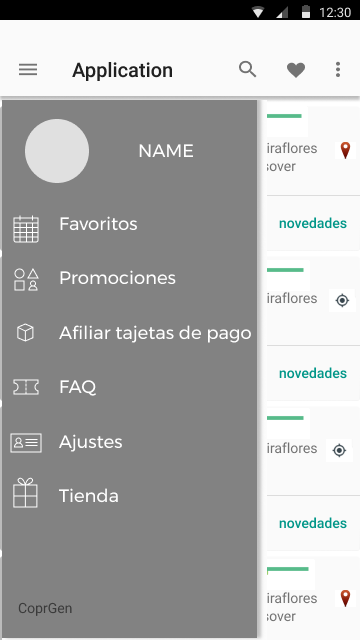 12:30
Application
NAME
Favoritos
Promociones
Afiliar tajetas de pago
FAQ
Ajustes
Tienda
CoprGen
iraflores
sover
novedades
iraflores
novedades
iraflores
novedades
iraflores
sover